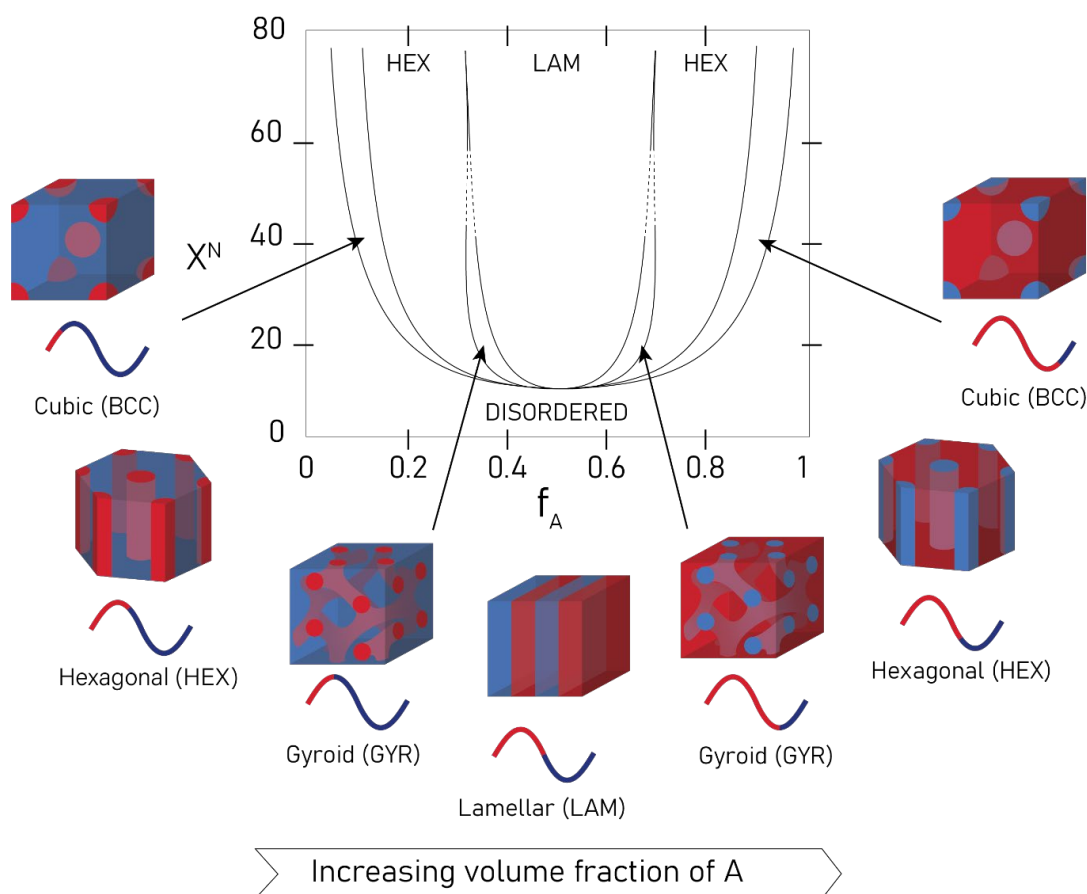 80
HEX LAM HEX
60
40
Xᴺ
20
Cubic (BCC)
Cubic (BCC)
DISORDERED
0
0 0.2 0.4 0.6 0.8 1
f_A
Hexagonal (HEX)
Hexagonal (HEX)
Gyroid (GYR)
Gyroid (GYR)
Lamellar (LAM)
Increasing volume fraction of A